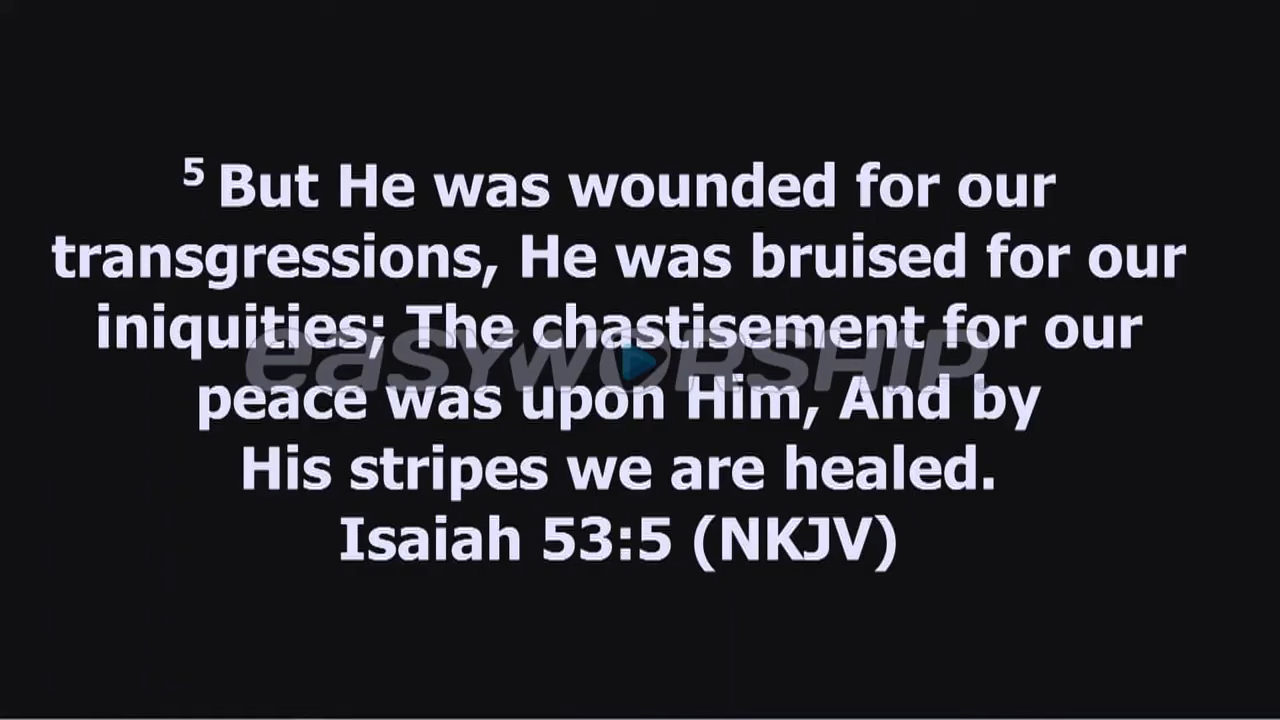 5 But He was wounded for our
transgressions, He was bruised for our
iniquities; The chastisement for our
peace was upon Him, And by
His stripes we are healed.
Isaiah 53:5 (NKJV)
easyworship